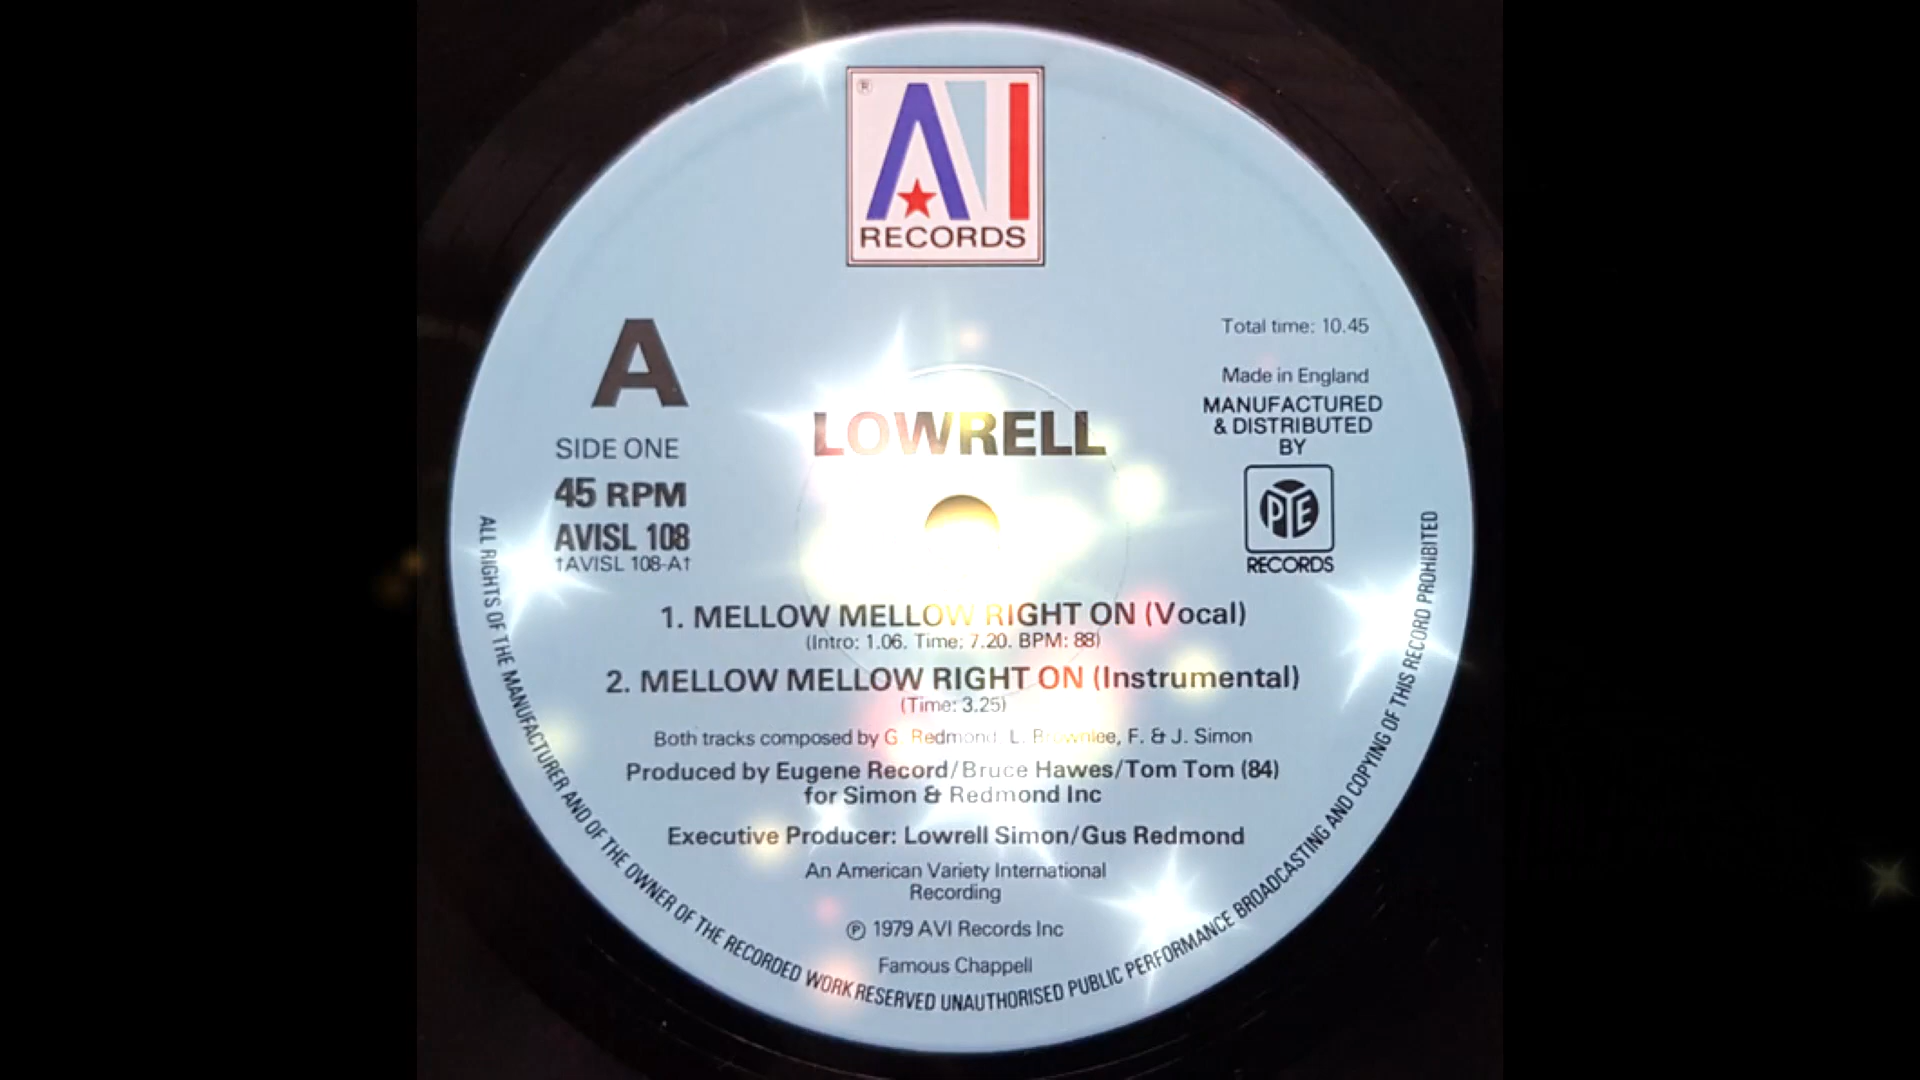 ®
AVI
RECORDS
A
SIDE ONE
45 RPM
AVISL 108
†AVISL 108-A†
LOWRELL
Total time: 10.45
Made in England
MANUFACTURED
& DISTRIBUTED
BY
PYE
RECORDS
1. MELLOW MELLOW RIGHT ON (Vocal)
(Intro: 1.06. Time: 7.20. BPM: 88)
2. MELLOW MELLOW RIGHT ON (Instrumental)
(Time: 3.25)
Both tracks composed by G. Redmond, L. Brownlee, F. & J. Simon
Produced by Eugene Record/Bruce Hawes/Tom Tom (84)
for Simon & Redmond Inc
Executive Producer: Lowrell Simon/Gus Redmond
An American Variety International
Recording
℗ 1979 AVI Records Inc
Famous Chappell
ALL RIGHTS OF THE MANUFACTURER AND OF THE OWNER OF THE RECORDED WORK RESERVED UNAUTHORISED PUBLIC PERFORMANCE BROADCASTING AND COPYING OF THIS RECORD PROHIBITED